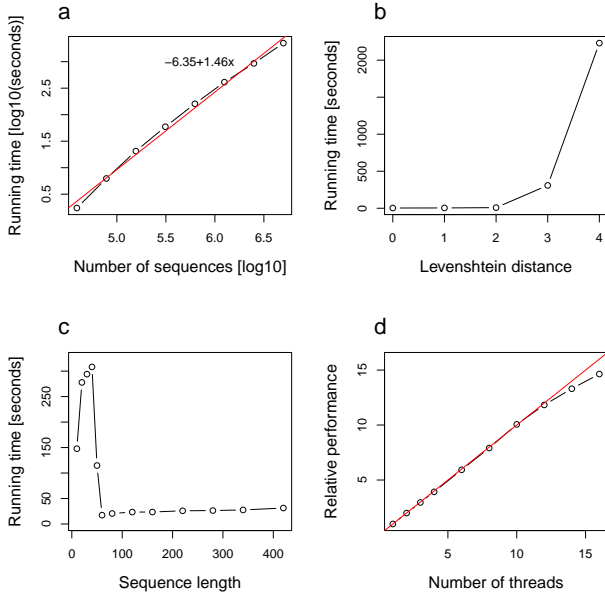 a
Running time [log10(seconds)]
0.5 1.5 2.5
−6.35+1.46x
5.0 5.5 6.0 6.5
Number of sequences [log10]
b
Running time [seconds]
0 500 1000 2000
0 1 2 3 4
Levenshtein distance
c
Running time [seconds]
0 50 150 250
0 100 200 300 400
Sequence length
d
Relative performance
5 10 15
5 10 15
Number of threads